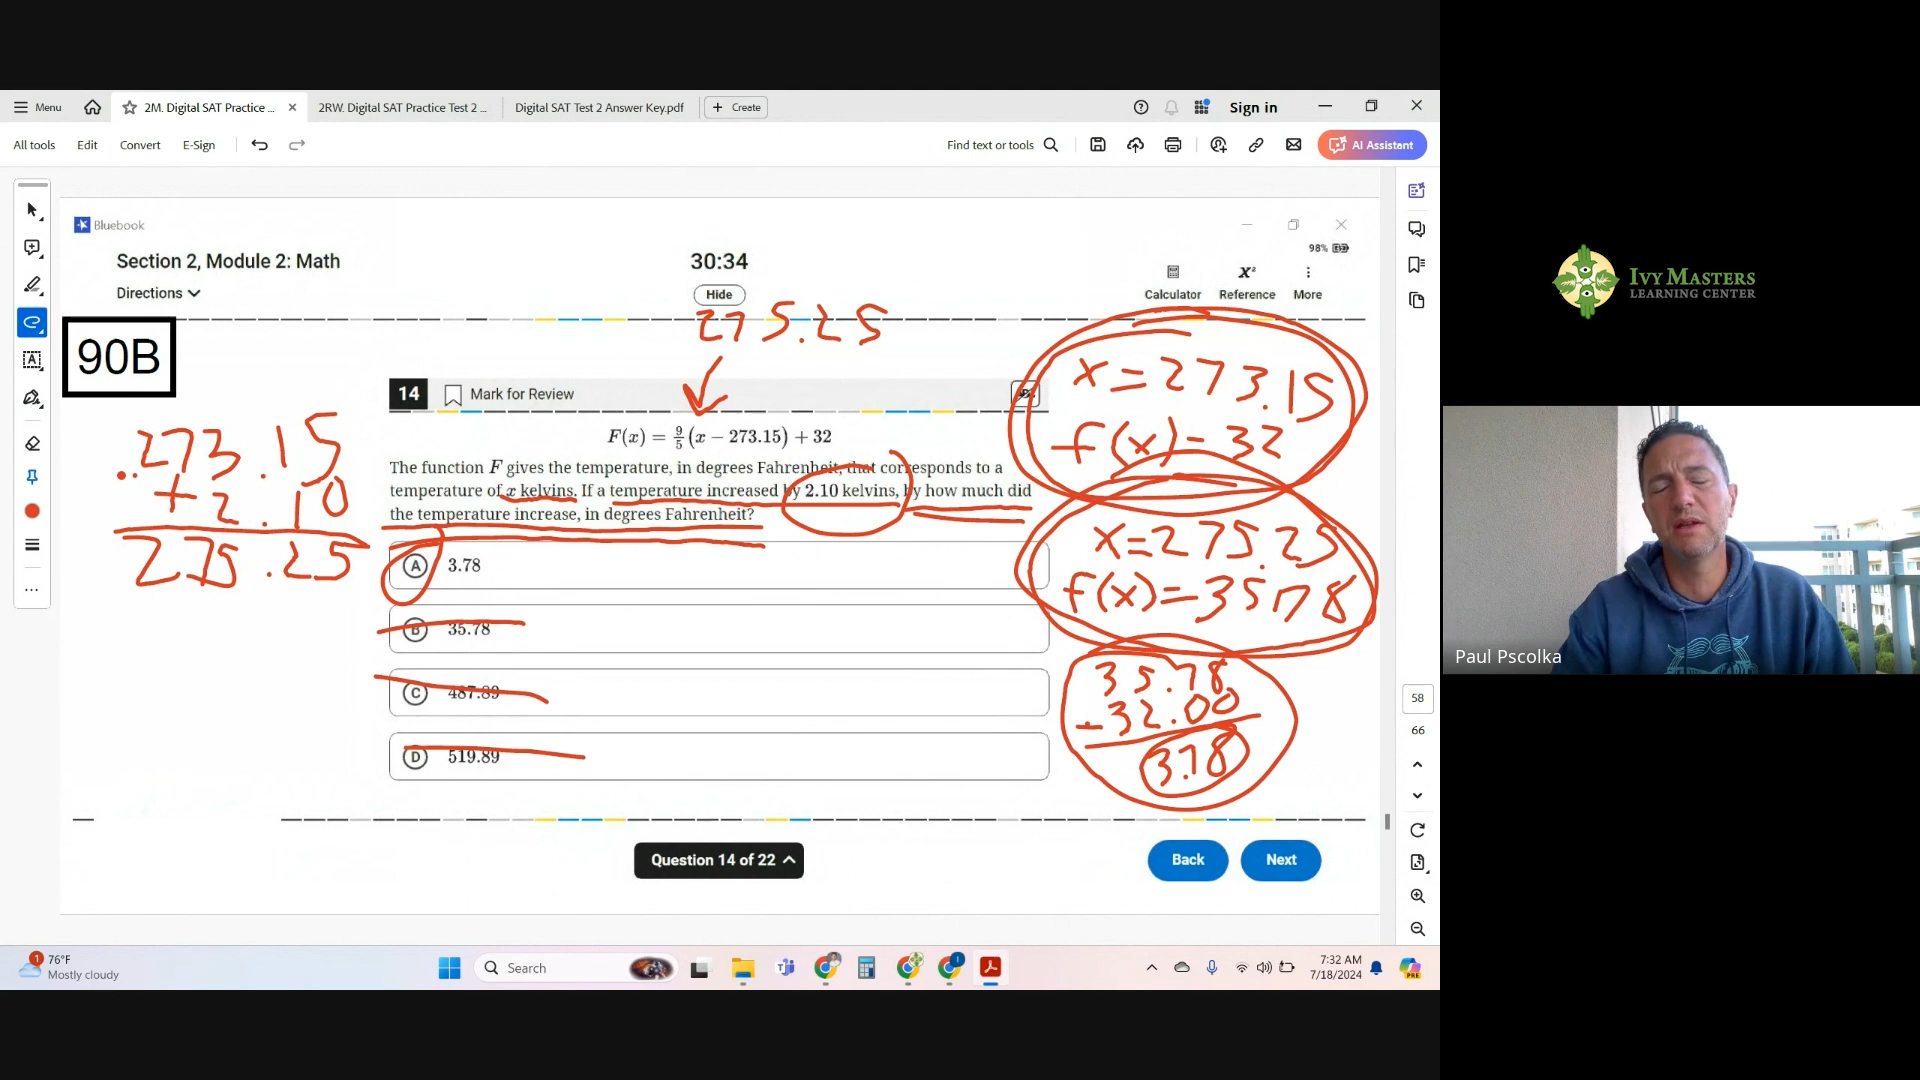 Menu
2M. Digital SAT Practice ...
2RW. Digital SAT Practice Test 2 ...
Digital SAT Test 2 Answer Key.pdf
Create
Sign in
All tools
Edit
Convert
E-Sign
Find text or tools
AI Assistant
Bluebook
98%
Section 2, Module 2: Math
30:34
Directions
Hide
Calculator
X²
Reference
More
275.25
90B
14
Mark for Review
x=273.15
f(x)=32
F(x) = 9/5 (x − 273.15) + 32
The function F gives the temperature, in degrees Fahrenheit, that corresponds to a
temperature of x kelvins. If a temperature increased by 2.10 kelvins, by how much did
the temperature increase, in degrees Fahrenheit?
273.15
+2.10
275.25
x=275.25
f(x)=35.78
A 3.78
B 35.78
C 487.89
D 519.89
35.78
-32.00
3.78
Question 14 of 22
Back
Next
58
66
IVY MASTERS
LEARNING CENTER
Paul Pscolka
1
76°F
Mostly cloudy
Search
PRE
7:32 AM
7/18/2024